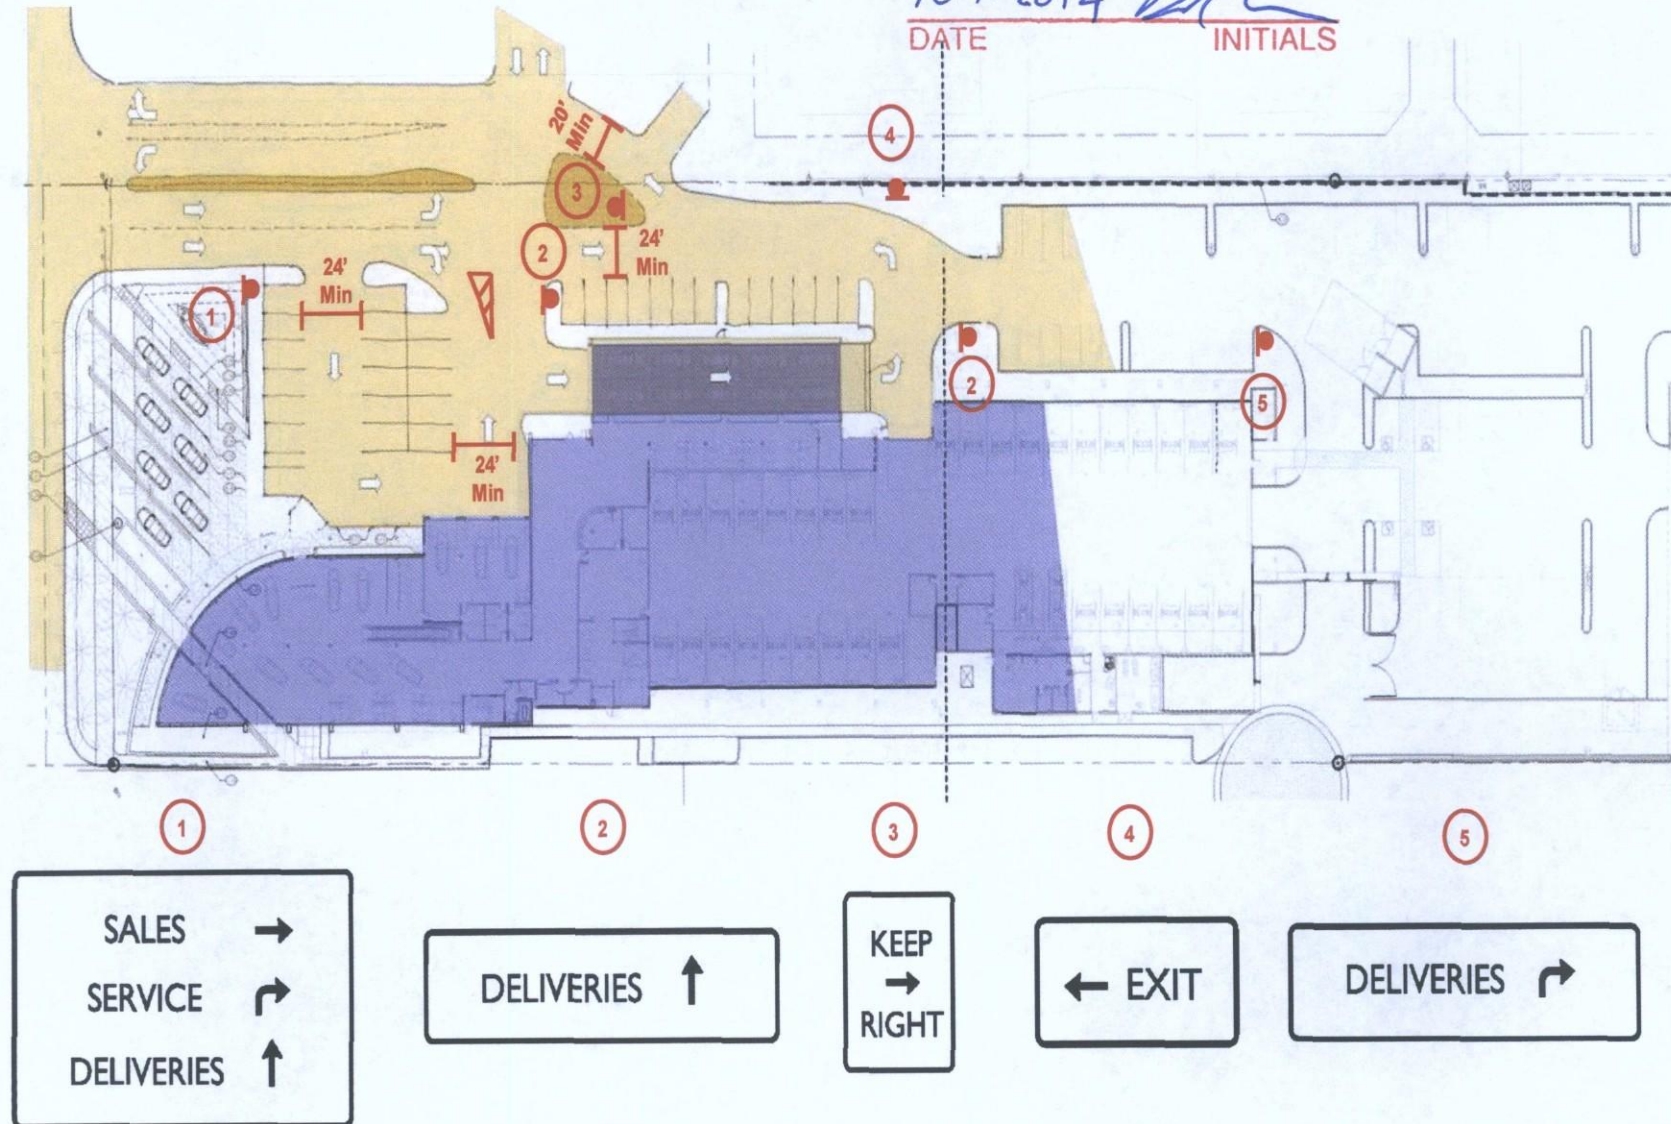 DATE INITIALS
20'
Min
4
3
2
24'
Min
24'
Min
1
2
5
24'
Min
1
2
3
4
5
SALES →
SERVICE ↱
DELIVERIES ↑
DELIVERIES ↑
KEEP
→
RIGHT
← EXIT
DELIVERIES ↱